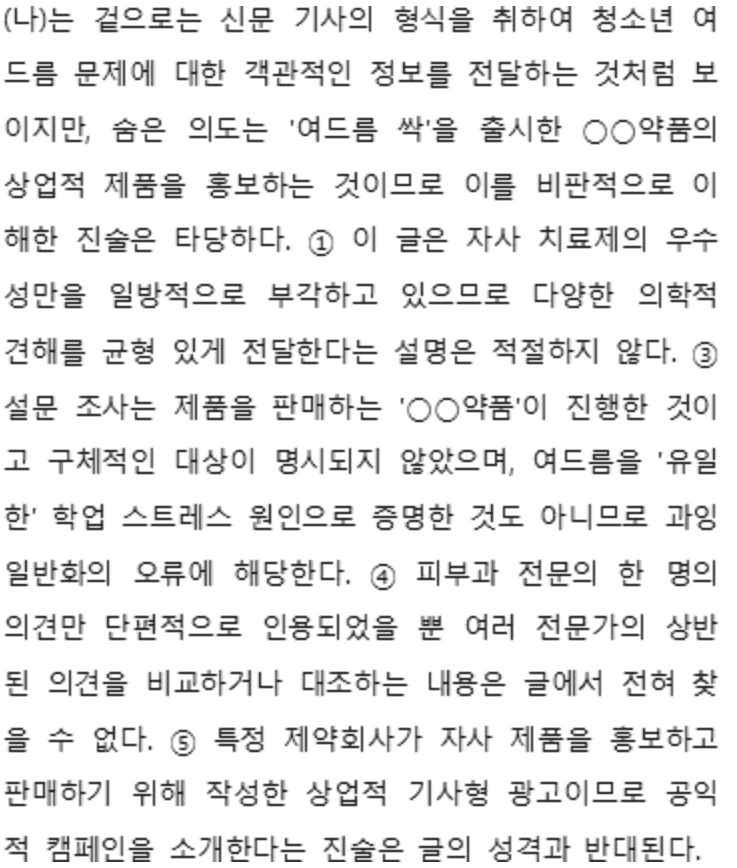 (나)는 겉으로는 신문 기사의 형식을 취하여 청소년 여
드름 문제에 대한 객관적인 정보를 전달하는 것처럼 보
이지만, 숨은 의도는 '여드름 싹'을 출시한 ○○약품의
상업적 제품을 홍보하는 것이므로 이를 비판적으로 이
해한 진술은 타당하다. ① 이 글은 자사 치료제의 우수
성만을 일방적으로 부각하고 있으므로 다양한 의학적
견해를 균형 있게 전달한다는 설명은 적절하지 않다. ③
설문 조사는 제품을 판매하는 '○○약품'이 진행한 것이
고 구체적인 대상이 명시되지 않았으며, 여드름을 '유일
한' 학업 스트레스 원인으로 증명한 것도 아니므로 과잉
일반화의 오류에 해당한다. ④ 피부과 전문의 한 명의
의견만 단편적으로 인용되었을 뿐 여러 전문가의 상반
된 의견을 비교하거나 대조하는 내용은 글에서 전혀 찾
을 수 없다. ⑤ 특정 제약회사가 자사 제품을 홍보하고
판매하기 위해 작성한 상업적 기사형 광고이므로 공익
적 캠페인을 소개한다는 진술은 글의 성격과 반대된다.